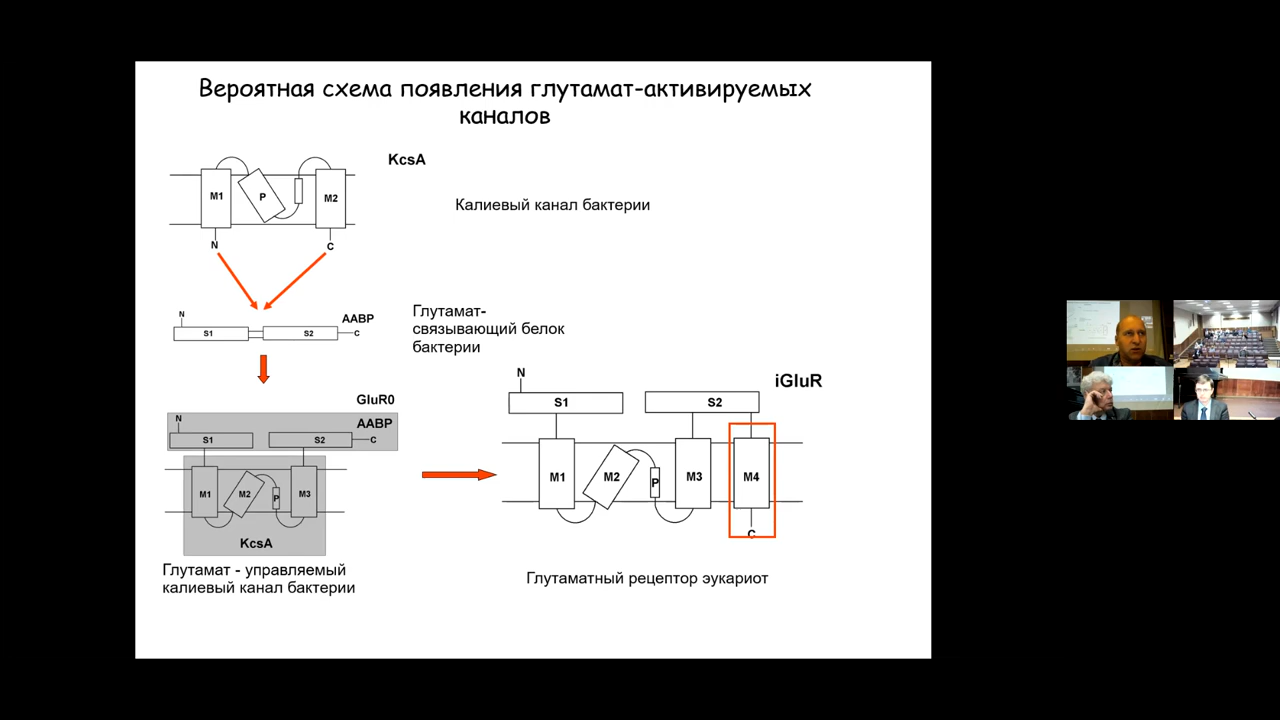 Вероятная схема появления глутамат-активируемых
каналов
KcsA
M1
P
M2
Калиевый канал бактерии
N
C
N
AABP
S1
S2
C
Глутамат-
связывающий белок
бактерии
GluR0
N
AABP
S1
S2
C
M1
M2
P
M3
KcsA
Глутамат - управляемый
калиевый канал бактерии
iGluR
N
S1
S2
M1
M2
P
M3
M4
C
Глутаматный рецептор эукариот